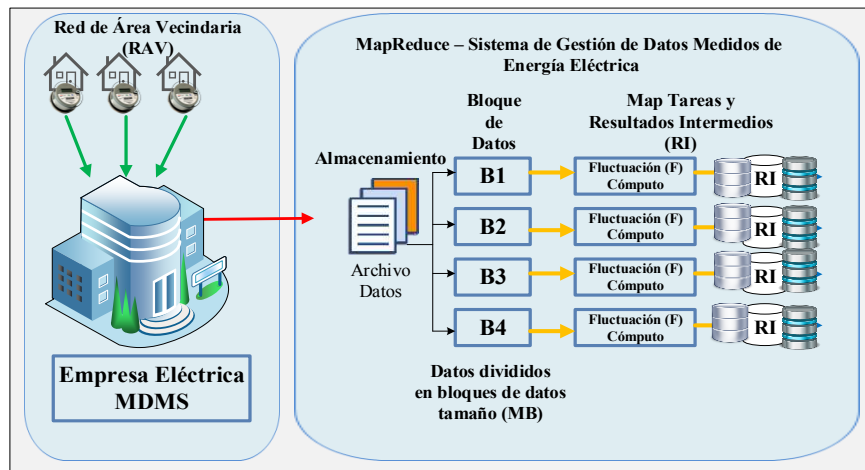 Red de Área Vecindaria
(RAV)
Empresa Eléctrica
MDMS
MapReduce – Sistema de Gestión de Datos Medidos de
Energía Eléctrica
Almacenamiento
Archivo
Datos
Bloque
de
Datos
B1
B2
B3
B4
Datos divididos
en bloques de datos
tamaño (MB)
Map Tareas y
Resultados Intermedios
(RI)
Fluctuación (F)
Cómputo
RI
Fluctuación (F)
Cómputo
RI
Fluctuación (F)
Cómputo
RI
Fluctuación (F)
Cómputo
RI